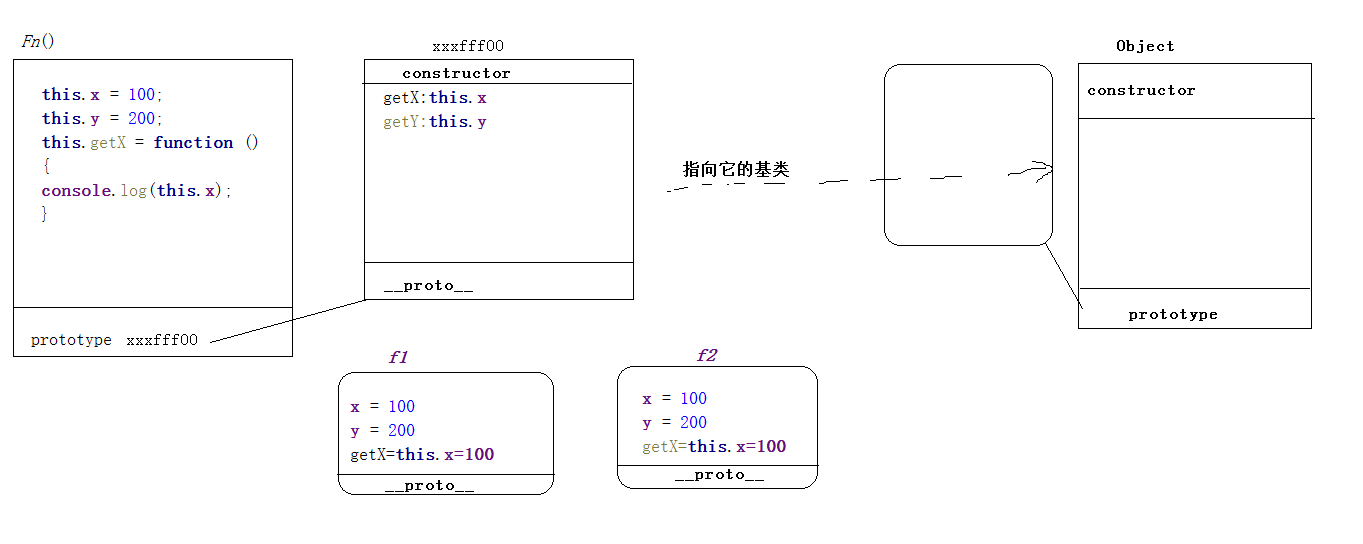 Fn()
this.x = 100;
this.y = 200;
this.getX = function ()
{
console.log(this.x);
}
prototype xxxfff00
xxxfff00
constructor
getX:this.x
getY:this.y
__proto__
指向它的基类
Object
constructor
prototype
f1
x = 100
y = 200
getX=this.x=100
__proto__
f2
x = 100
y = 200
getX=this.x=100
__proto__